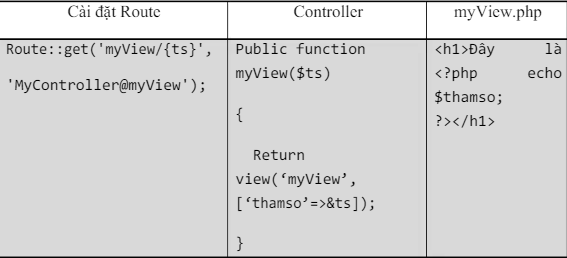 Cài đặt Route
Controller
myView.php
Route::get('myView/{ts}',
'MyController@myView');
Public function
myView($ts)
{
Return
view(‘myView’,
[‘thamso’=>&ts]);
}
<h1>Đây là
<?php echo
$thamso;
?></h1>